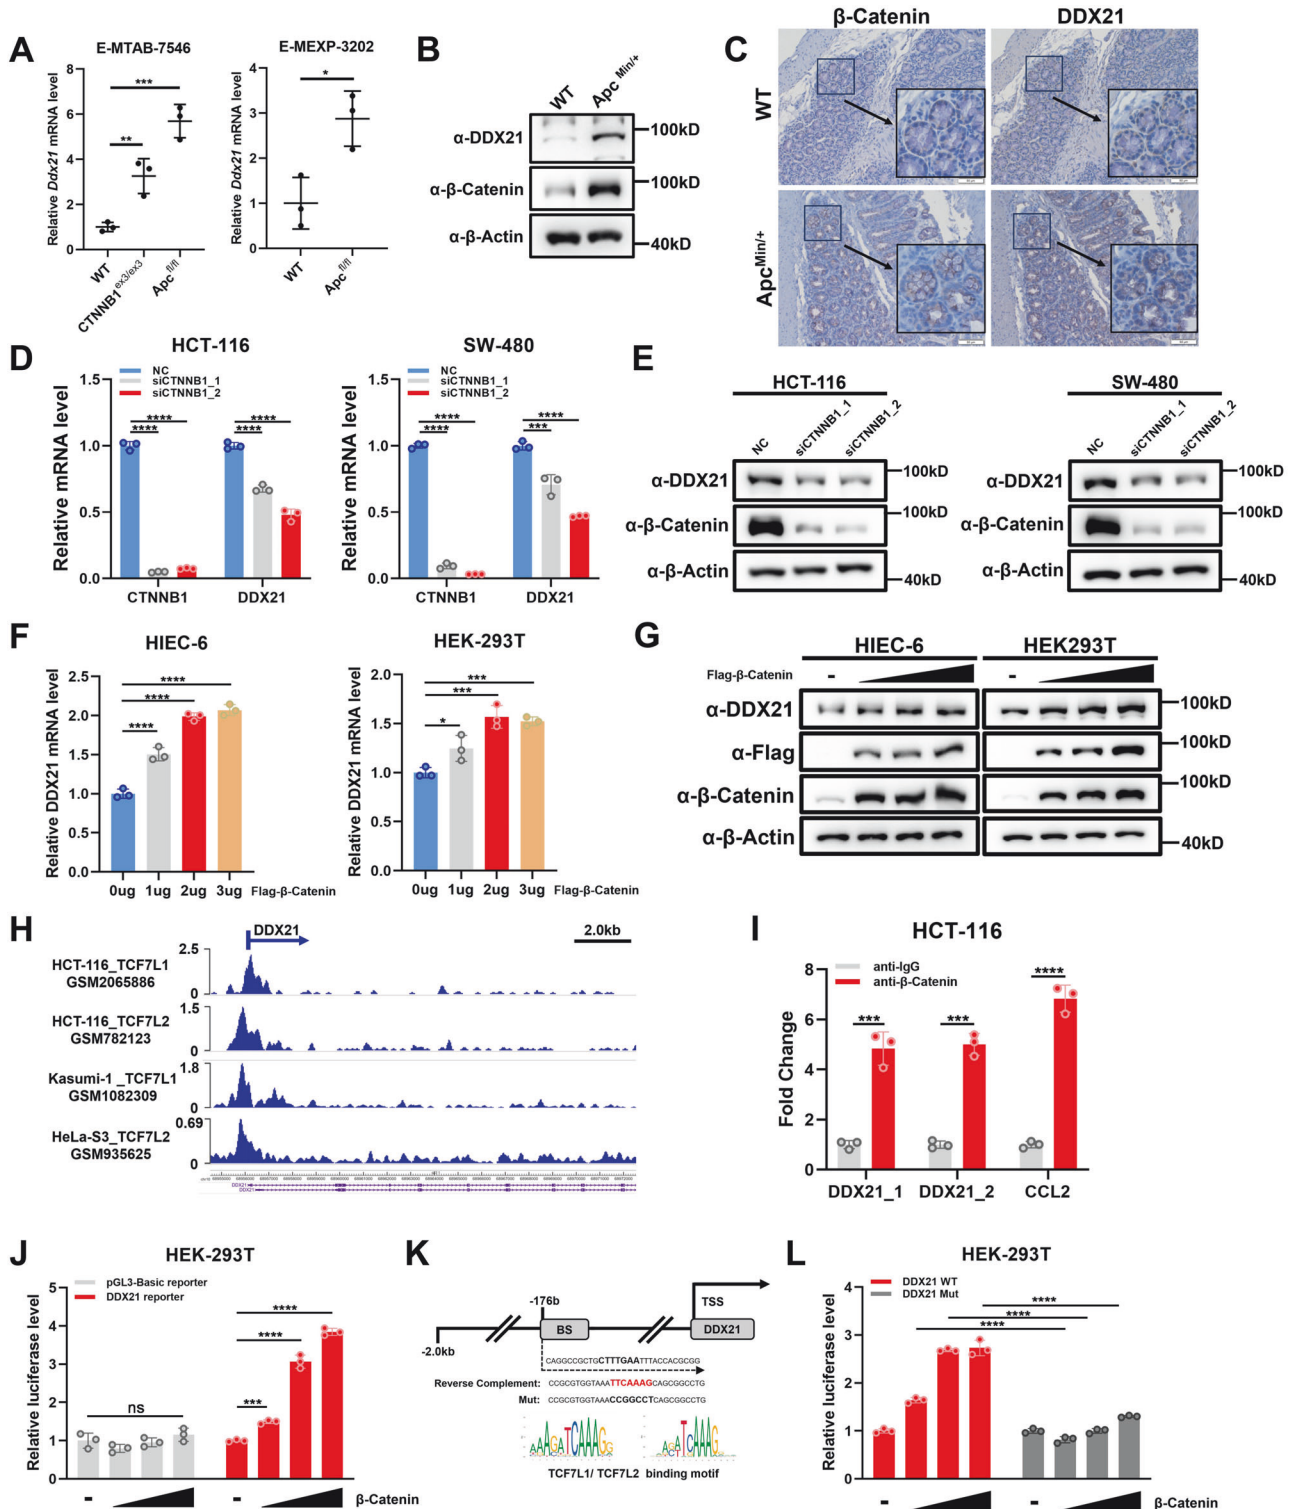 A
E-MTAB-7546
Relative Ddx21 mRNA level
8
6
4
2
0
***
**
WT
CTNNB1 ex3/ex3
Apc fl/fl
E-MEXP-3202
Relative Ddx21 mRNA level
4
3
2
1
0
*
WT
Apc fl/fl
B
WT
Apc Min/+
α-DDX21
100kD
α-β-Catenin
100kD
α-β-Actin
40kD
C
β-Catenin
DDX21
WT
Apc Min/+
D
HCT-116
NC
siCTNNB1_1
siCTNNB1_2
Relative mRNA level
1.5
1.0
0.5
0.0
****
****
****
****
CTNNB1
DDX21
SW-480
NC
siCTNNB1_1
siCTNNB1_2
Relative mRNA level
1.5
1.0
0.5
0.0
****
****
****
***
CTNNB1
DDX21
E
HCT-116
NC
siCTNNB1_1
siCTNNB1_2
α-DDX21
100kD
α-β-Catenin
100kD
α-β-Actin
40kD
SW-480
NC
siCTNNB1_1
siCTNNB1_2
α-DDX21
100kD
α-β-Catenin
100kD
α-β-Actin
40kD
F
HIEC-6
Relative DDX21 mRNA level
2.5
2.0
1.5
1.0
0.5
0.0
****
****
****
0ug 1ug 2ug 3ug Flag-β-Catenin
HEK-293T
Relative DDX21 mRNA level
2.0
1.5
1.0
0.5
0.0
***
***
*
0ug 1ug 2ug 3ug Flag-β-Catenin
G
HIEC-6
HEK293T
Flag-β-Catenin - -
α-DDX21
100kD
α-Flag
100kD
α-β-Catenin
100kD
α-β-Actin
40kD
H
DDX21
2.0kb
HCT-116_TCF7L1
GSM2065886
2.5
0
HCT-116_TCF7L2
GSM782123
1.5
0
Kasumi-1 _TCF7L1
GSM1082309
1.8
0
HeLa-S3_TCF7L2
GSM935625
0.69
0
DDX21
DDX21
I
HCT-116
anti-IgG
anti-β-Catenin
Fold Change
8
6
4
2
0
***
***
****
DDX21_1
DDX21_2
CCL2
J
HEK-293T
pGL3-Basic reporter
DDX21 reporter
Relative luciferase level
5
4
3
2
1
0
ns
****
****
***
- - β-Catenin
K
-176b
TSS
BS
DDX21
-2.0kb
CAGGCCGCTGCTTTGAATTTACCACGCGG
Reverse Complement: CCGCGTGGTAAATTCAAAGCAGCGGCCTG
Mut: CCGCGTGGTAAACCGGCCTCAGCGGCCTG
TCF7L1/ TCF7L2 binding motif
L
HEK-293T
DDX21 WT
DDX21 Mut
Relative luciferase level
4
3
2
1
0
****
****
****
- - β-Catenin